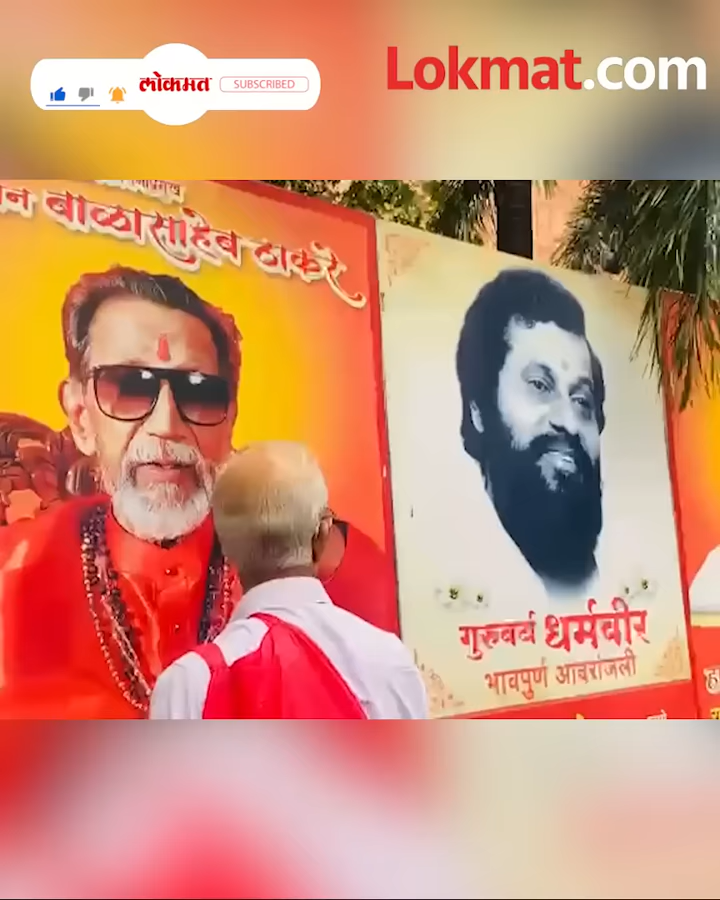 लोकमत
SUBSCRIBED
Lokmat.com
बाळासाहेब ठाकरे
गुरुवर्य धर्मवीर
भावपुर्ण आदरांजली